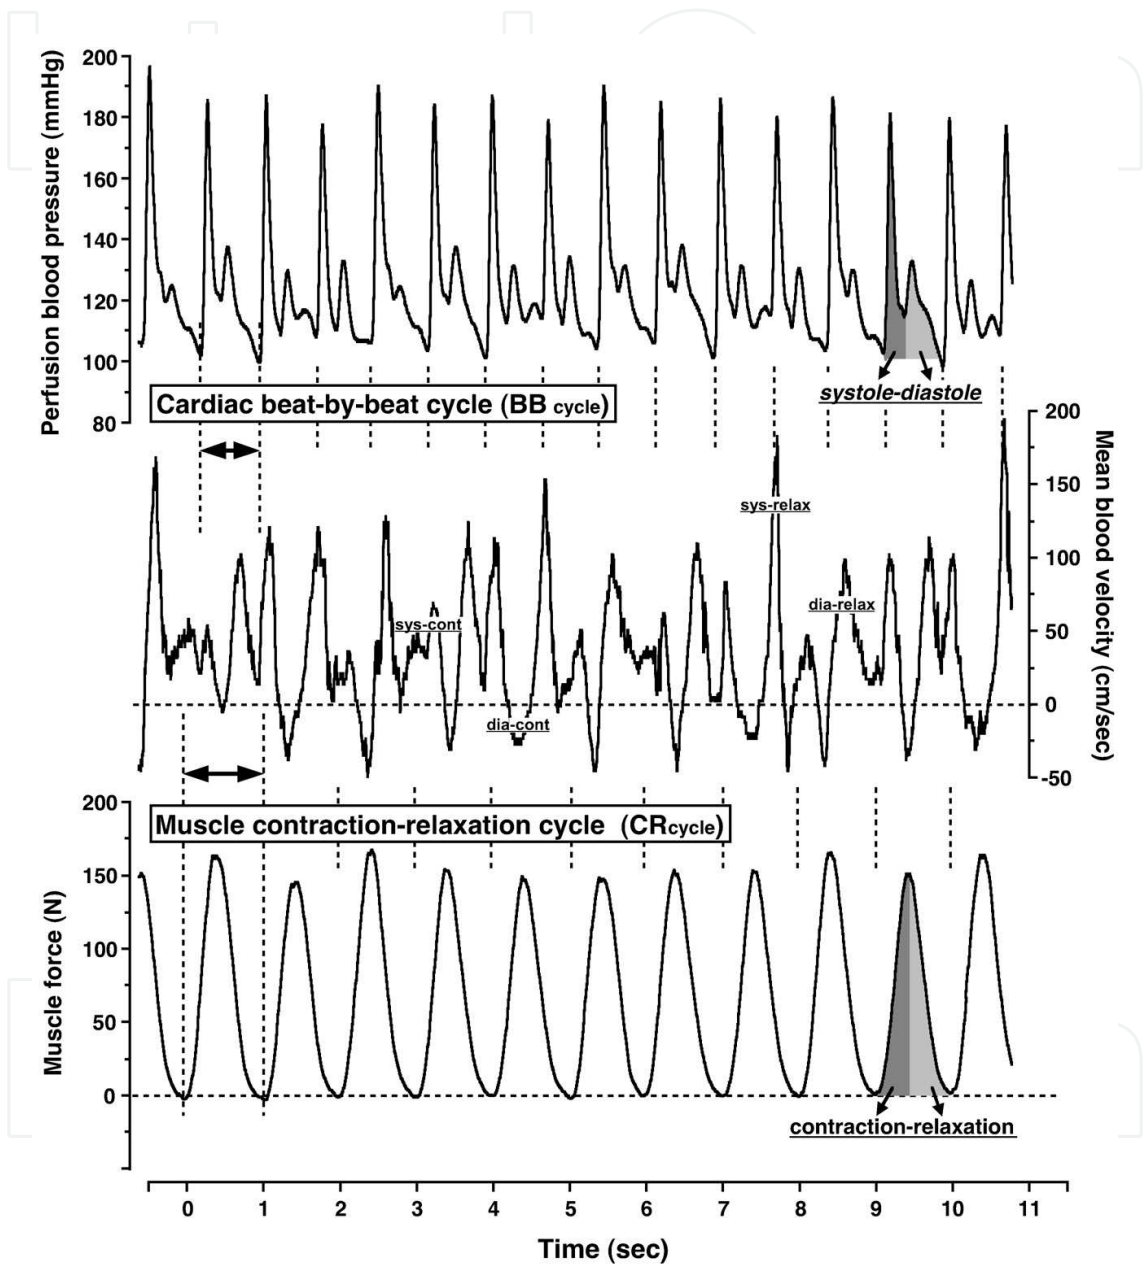 Perfusion blood pressure (mmHg)
200
180
160
140
120
100
80
systole-diastole
Cardiac beat-by-beat cycle (BB cycle)
200
150
100
50
0
-50
Mean blood velocity (cm/sec)
sys-relax
dia-relax
sys-cont
dia-cont
Muscle contraction-relaxation cycle (CRcycle)
Muscle force (N)
200
150
100
50
0
contraction-relaxation
0 1 2 3 4 5 6 7 8 9 10 11
Time (sec)